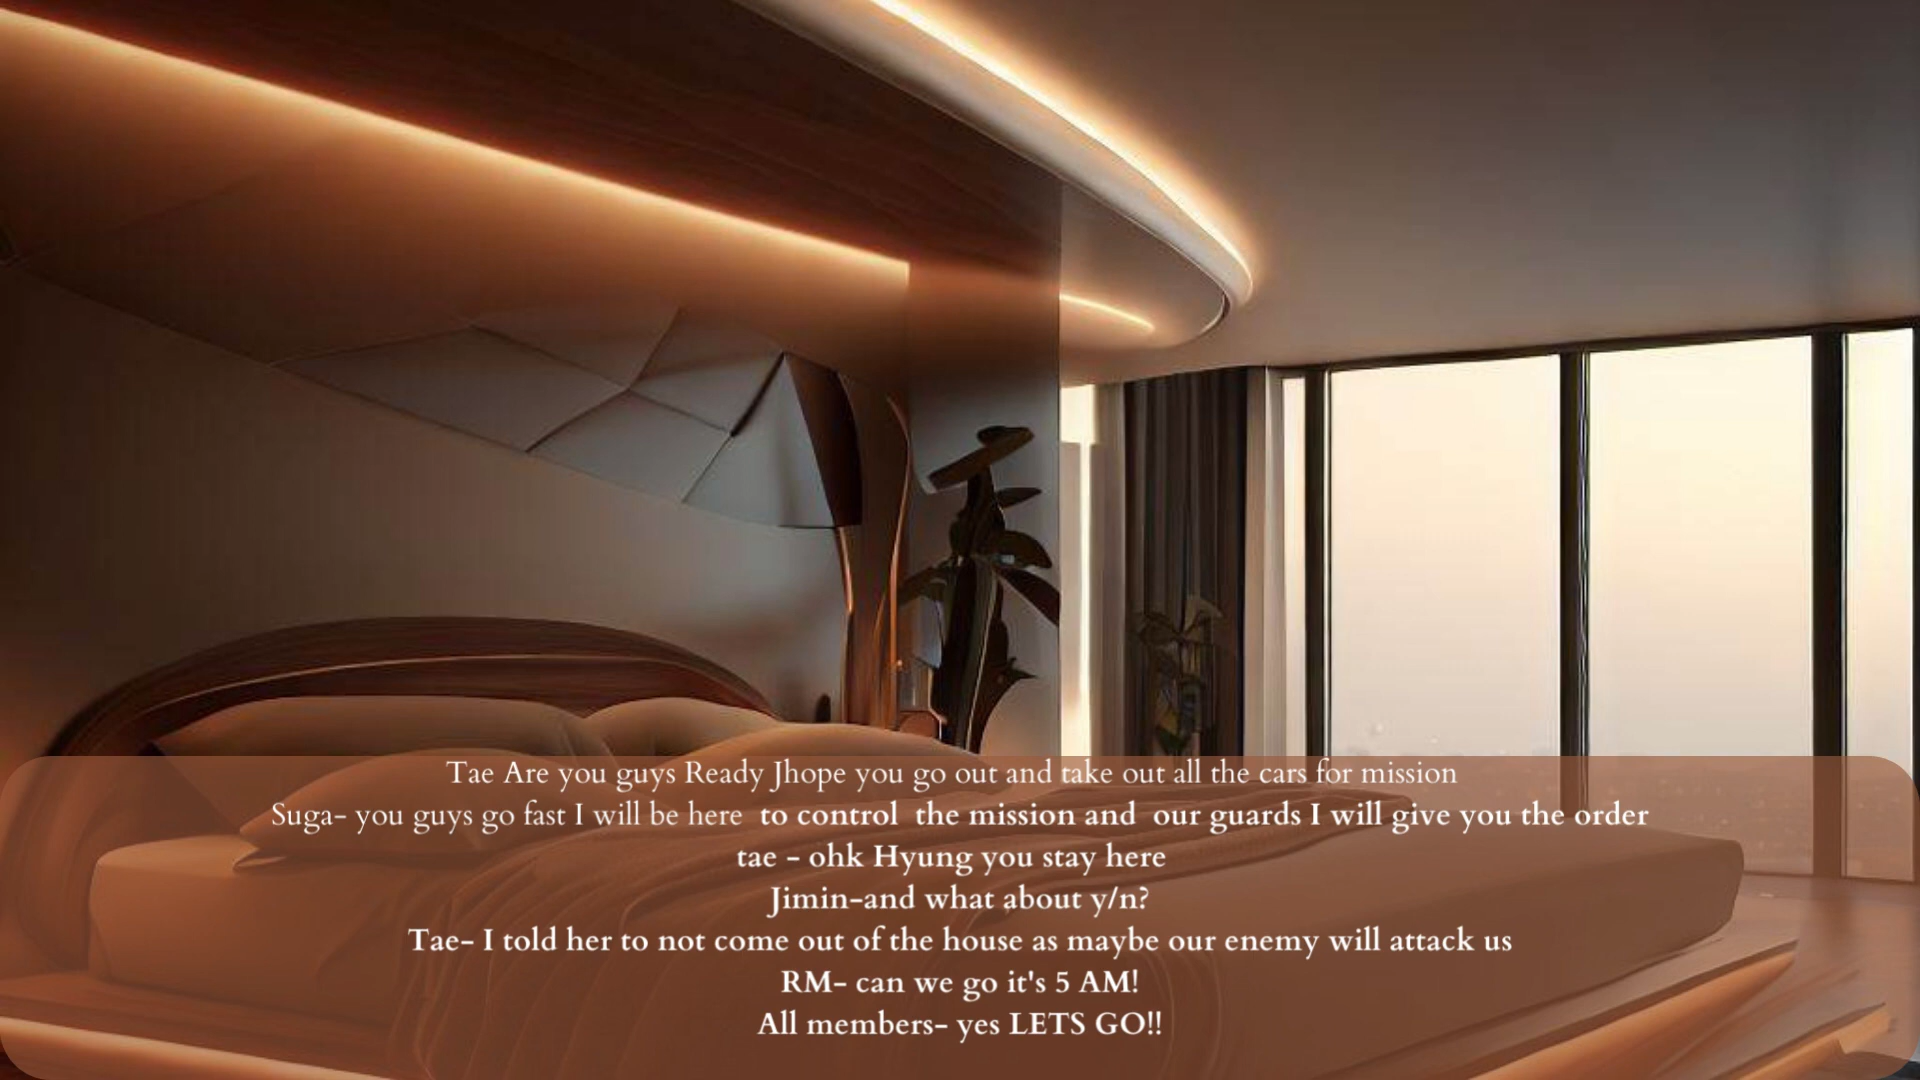 Tae Are you guys Ready Jhope you go out and take out all the cars for mission
Suga- you guys go fast I will be here to control the mission and our guards I will give you the order
tae - ohk Hyung you stay here
Jimin-and what about y/n?
Tae- I told her to not come out of the house as maybe our enemy will attack us
RM- can we go it's 5 AM!
All members- yes LETS GO!!